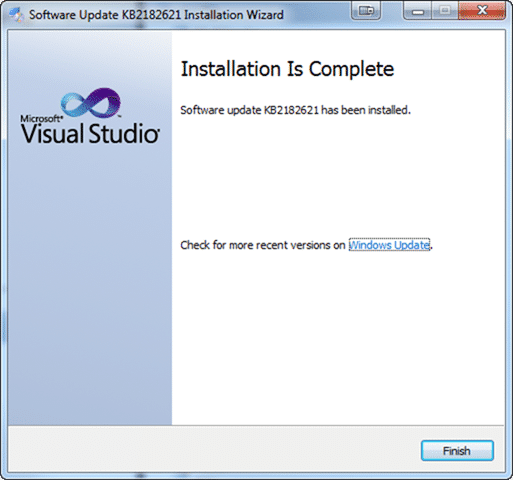 Software Update KB2182621 Installation Wizard
Installation Is Complete
Software update KB2182621 has been installed.
Microsoft®
Visual Studio®
Check for more recent versions on Windows Update.
Finish